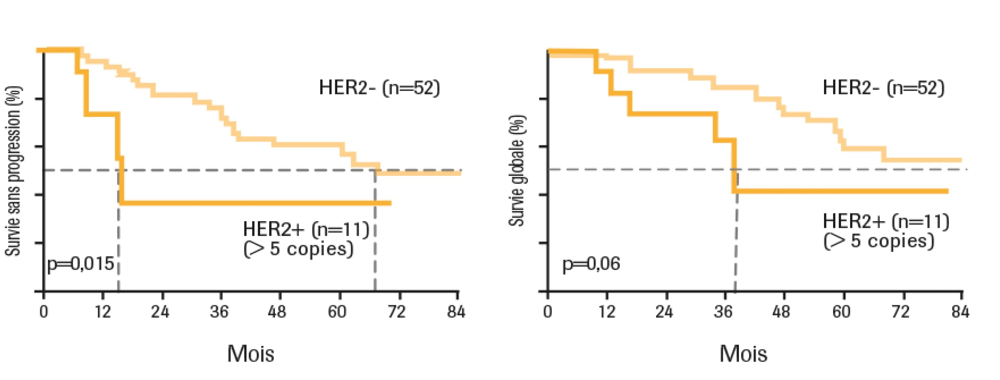 Survie sans progression (%)
HER2- (n=52)
HER2+ (n=11)
(> 5 copies)
p=0,015
0 12 24 36 48 60 72 84
Mois
Survie globale (%)
HER2- (n=52)
HER2+ (n=11)
(> 5 copies)
p=0,06
0 12 24 36 48 60 72 84
Mois